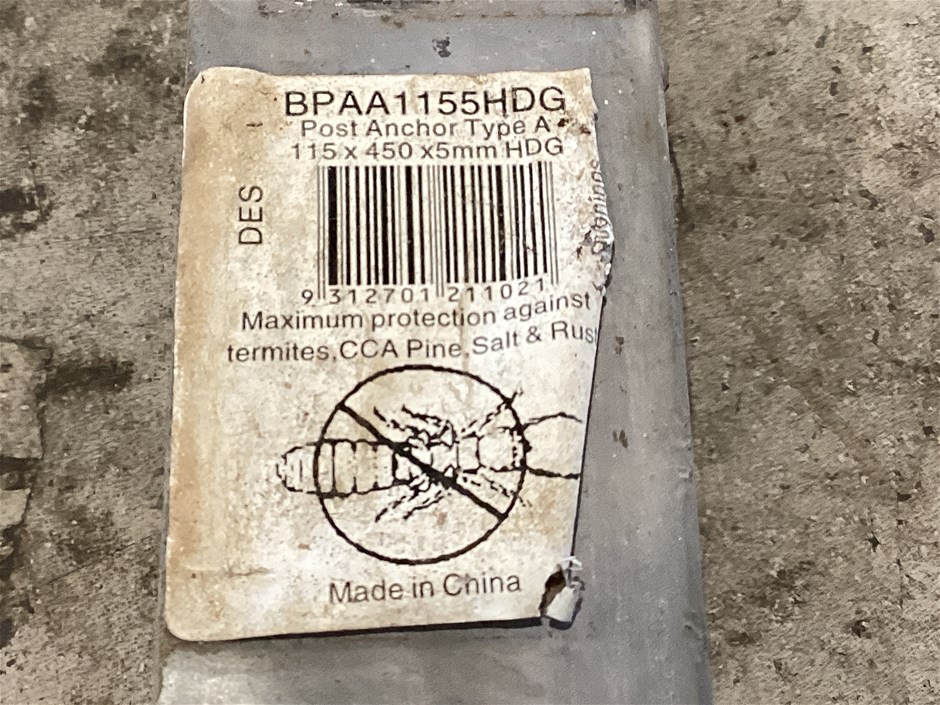 BPAA1155HDG
Post Anchor Type A
115 x 450 x5mm HDG
DES
9 312701 211021
Maximum protection against
termites,CCA Pine,Salt & Rus
Made in China